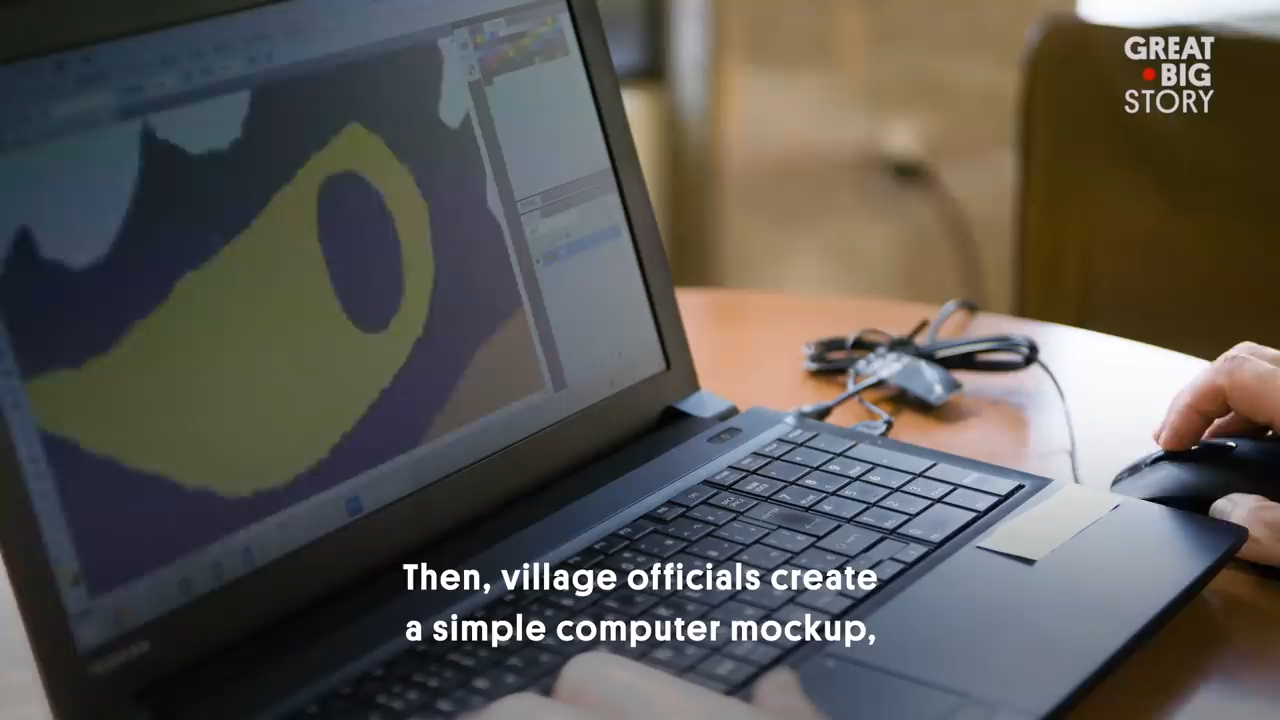 GREAT
BIG
STORY
Then, village officials create
a simple computer mockup,